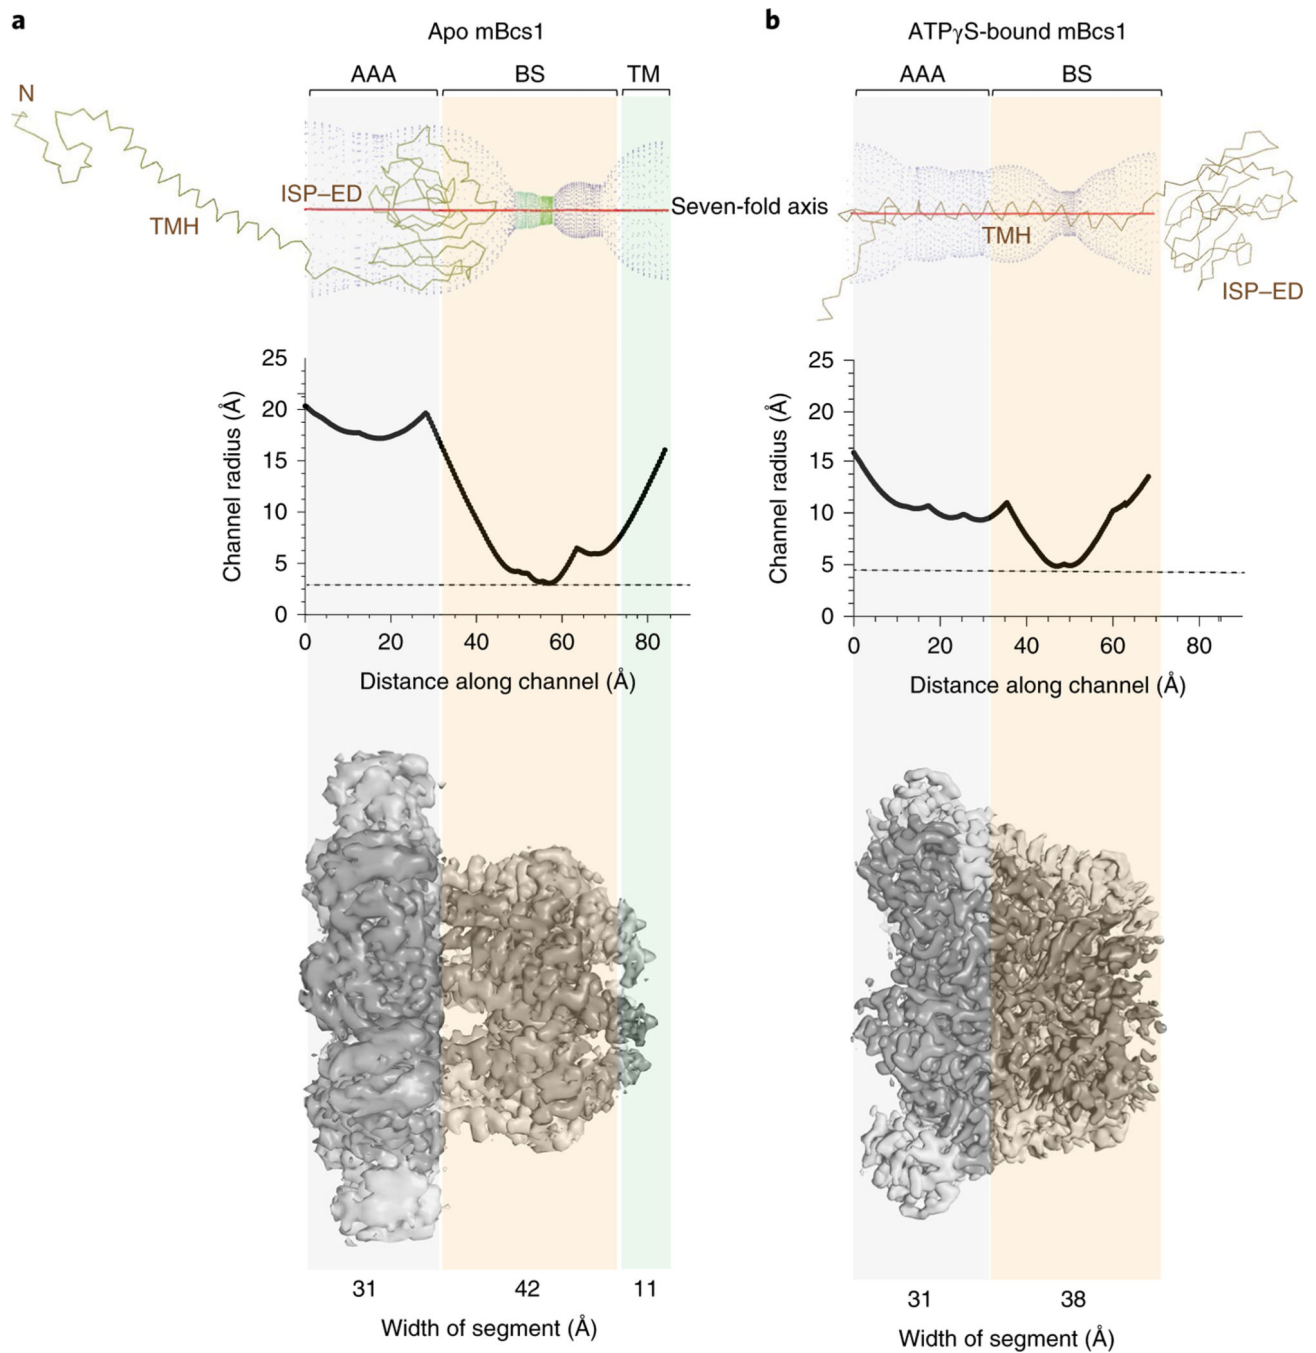 a
Apo mBcs1
AAA BS TM
N
ISP–ED
TMH
Seven-fold axis
25
20
15
10
5
0
Channel radius (Å)
0 20 40 60 80
Distance along channel (Å)
31 42 11
Width of segment (Å)
b
ATPγS-bound mBcs1
AAA BS
TMH
ISP–ED
25
20
15
10
5
0
Channel radius (Å)
0 20 40 60 80
Distance along channel (Å)
31 38
Width of segment (Å)